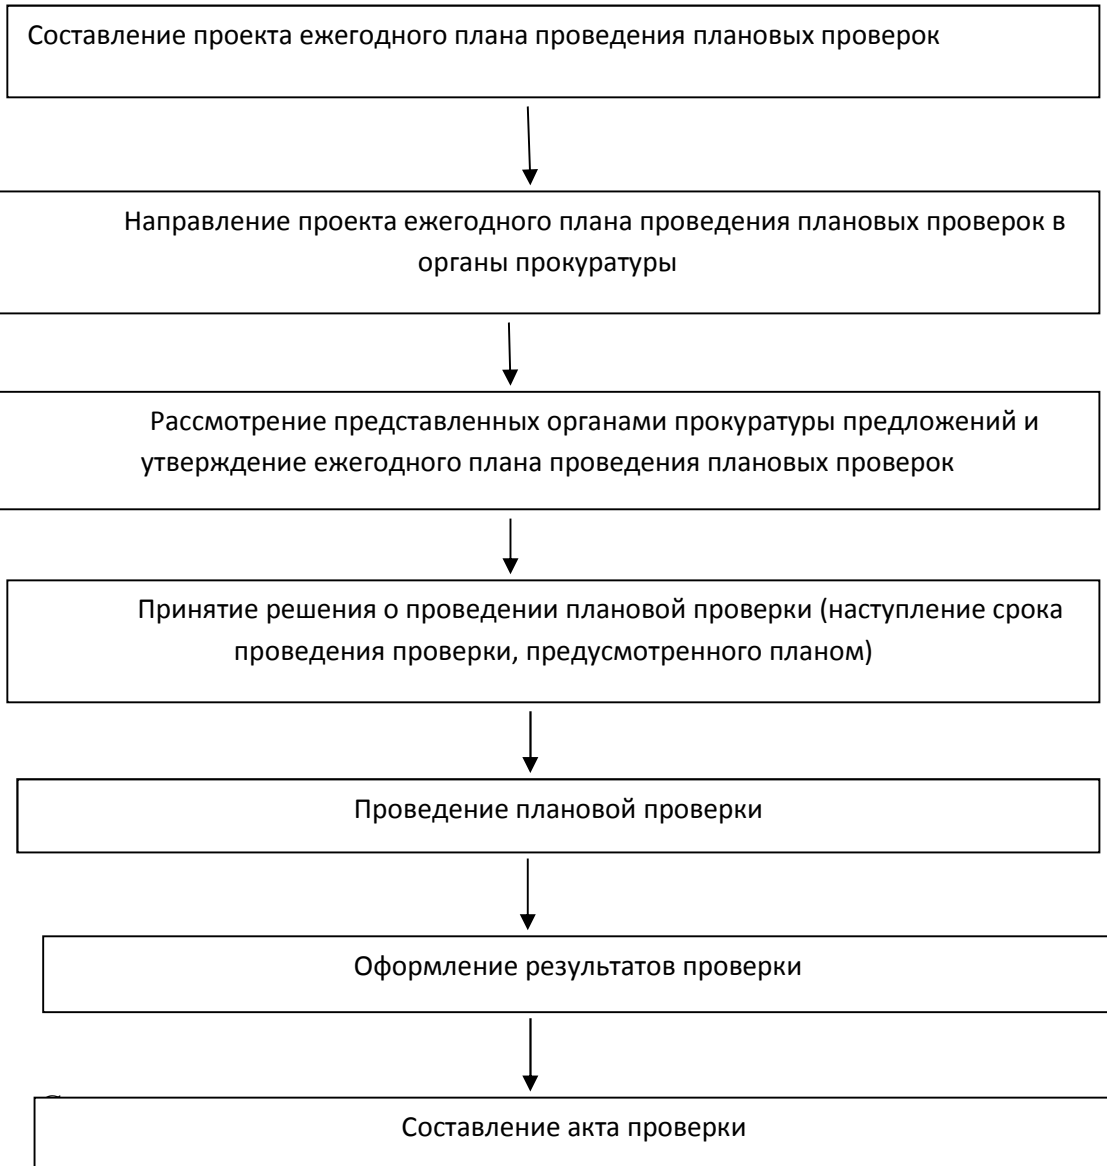 Составление проекта ежегодного плана проведения плановых проверок
Направление проекта ежегодного плана проведения плановых проверок в
органы прокуратуры
Рассмотрение представленных органами прокуратуры предложений и
утверждение ежегодного плана проведения плановых проверок
Принятие решения о проведении плановой проверки (наступление срока
проведения проверки, предусмотренного планом)
Проведение плановой проверки
Оформление результатов проверки
Составление акта проверки